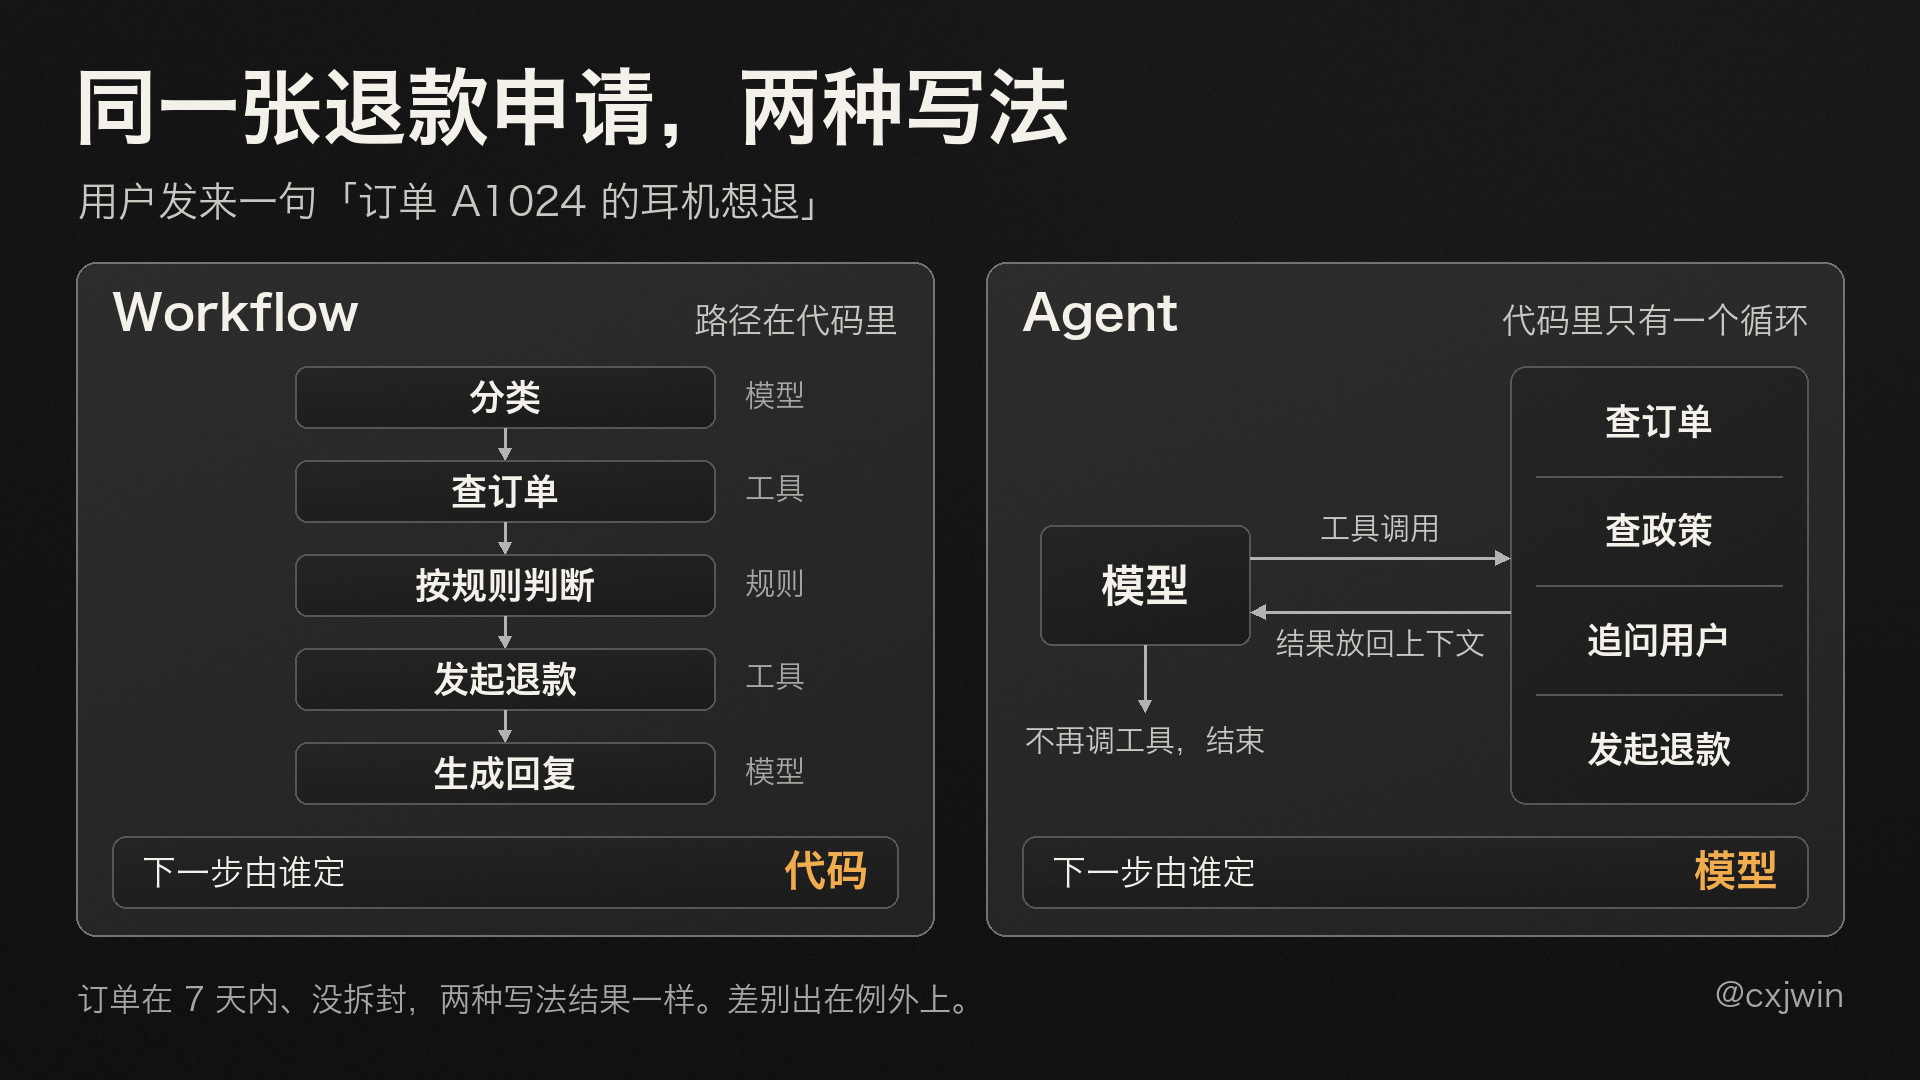 同一张退款申请，两种写法
用户发来一句「订单 A1024 的耳机想退」
Workflow
路径在代码里
分类
模型
查订单
工具
按规则判断
规则
发起退款
工具
生成回复
模型
下一步由谁定
代码
Agent
代码里只有一个循环
模型
工具调用
结果放回上下文
不再调工具，结束
查订单
查政策
追问用户
发起退款
下一步由谁定
模型
订单在 7 天内、没拆封，两种写法结果一样。差别出在例外上。
@cxjwin